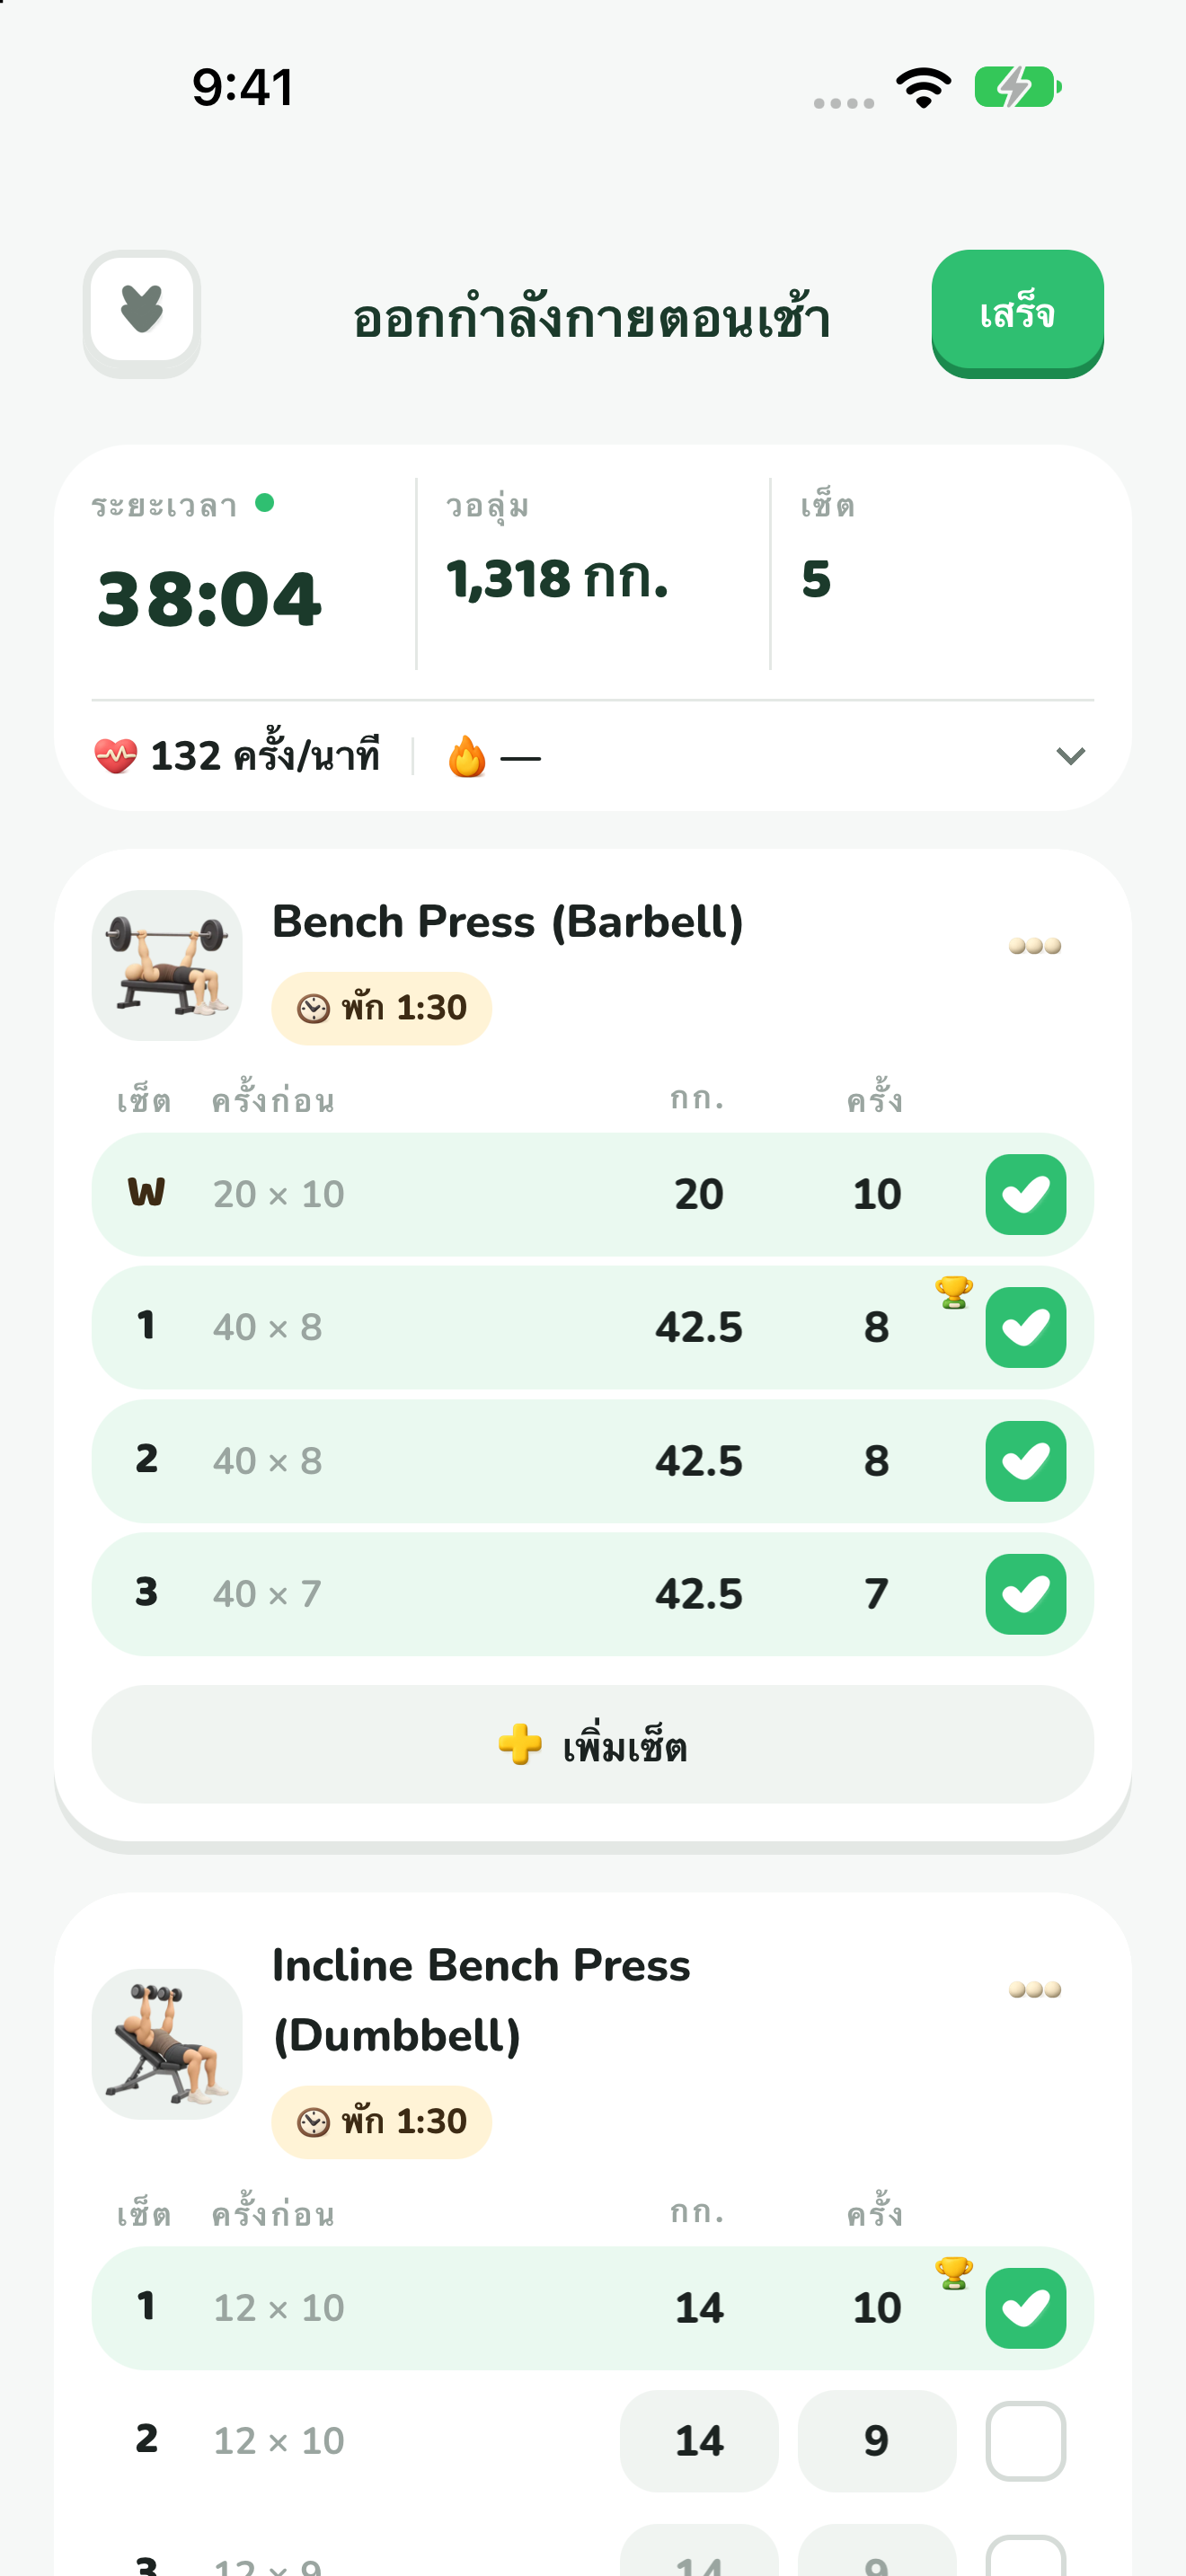 9:41
ออกกำลังกายตอนเช้า
เสร็จ
ระยะเวลา
วอลุ่ม
เซ็ต
38:04
1,318 กก.
5
132 ครั้ง/นาที
—
Bench Press (Barbell)
พัก 1:30
เซ็ต ครั้งก่อน กก. ครั้ง
W 20 × 10 20 10
1 40 × 8 42.5 8
2 40 × 8 42.5 8
3 40 × 7 42.5 7
เพิ่มเซ็ต
Incline Bench Press
(Dumbbell)
พัก 1:30
เซ็ต ครั้งก่อน กก. ครั้ง
1 12 × 10 14 10
2 12 × 10 14 9
3 12 × 9 14 9